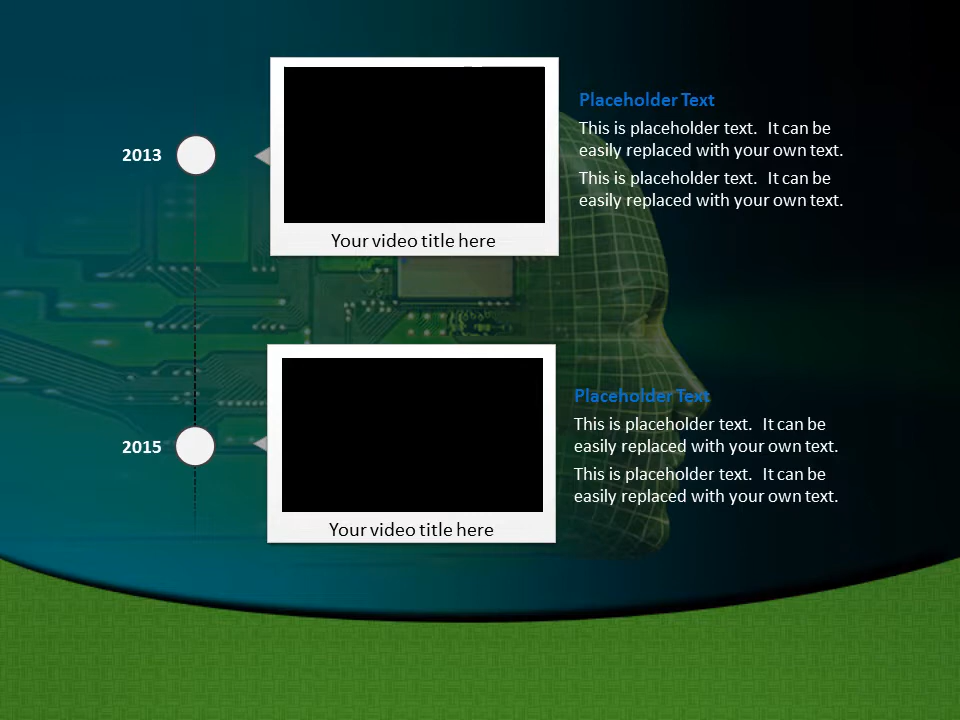 2013
Your video title here
Placeholder Text
This is placeholder text.  It can be
easily replaced with your own text.
This is placeholder text.  It can be
easily replaced with your own text.
2015
Your video title here
Placeholder Text
This is placeholder text.  It can be
easily replaced with your own text.
This is placeholder text.  It can be
easily replaced with your own text.